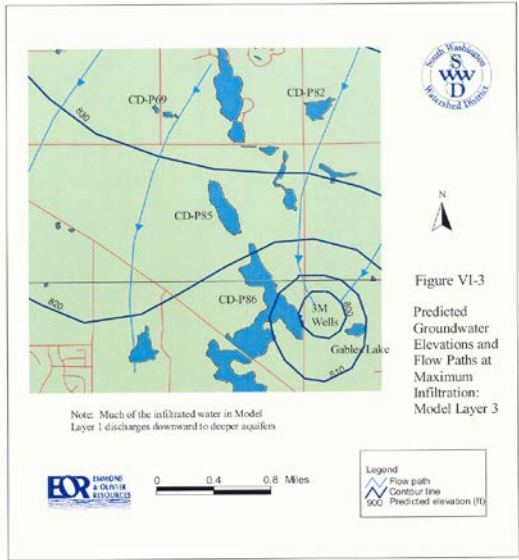 830
CD-P69
CD-P82
CD-P85
820
CD-P86
3M
Wells
800
Gables Lake
810
South Washington
SWWD
Watershed District
N
Figure VI-3
Predicted
Groundwater
Elevations and
Flow Paths at
Maximum
Infiltration:
Model Layer 3
Note: Much of the infiltrated water in Model
Layer 1 discharges downward to deeper aquifers
EOR
EMMONS
& OLIVIER
RESOURCES
0 0.4 0.8 Miles
Legend
Flow path
Contour line
900 Predicted elevation (ft)